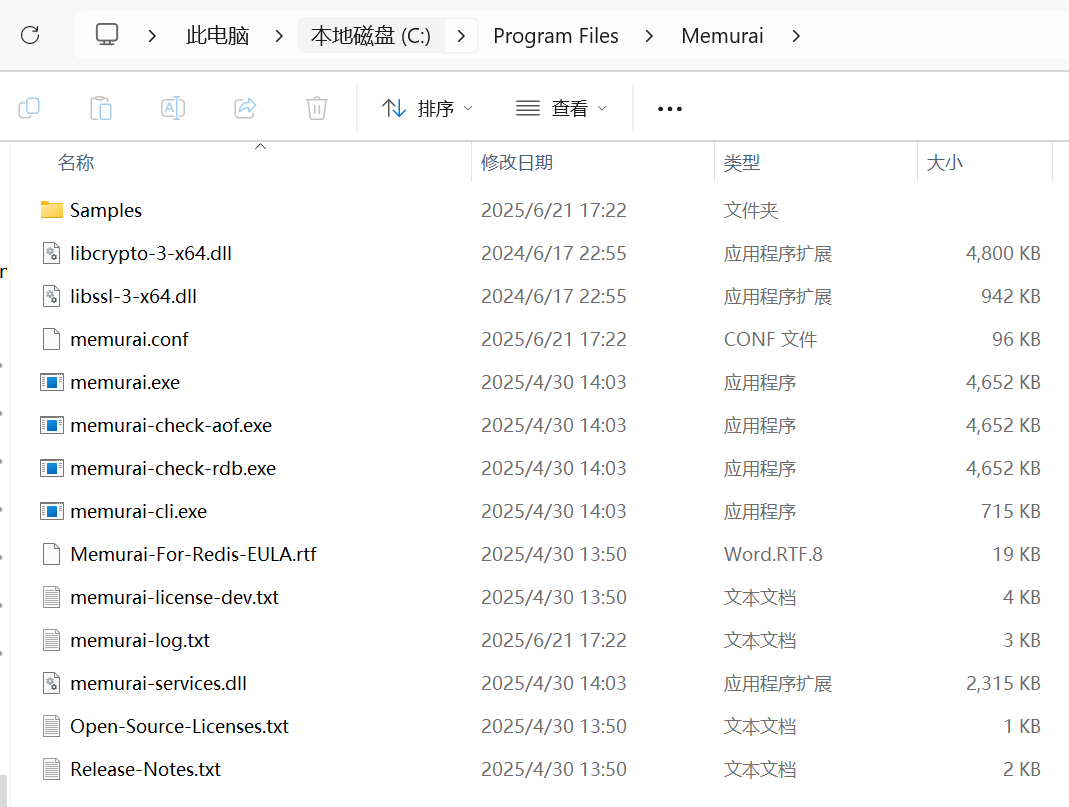 此电脑 本地磁盘 (C:) Program Files Memurai
排序 查看
名称 修改日期 类型 大小
Samples 2025/6/21 17:22 文件夹
libcrypto-3-x64.dll 2024/6/17 22:55 应用程序扩展 4,800 KB
libssl-3-x64.dll 2024/6/17 22:55 应用程序扩展 942 KB
memurai.conf 2025/6/21 17:22 CONF 文件 96 KB
memurai.exe 2025/4/30 14:03 应用程序 4,652 KB
memurai-check-aof.exe 2025/4/30 14:03 应用程序 4,652 KB
memurai-check-rdb.exe 2025/4/30 14:03 应用程序 4,652 KB
memurai-cli.exe 2025/4/30 14:03 应用程序 715 KB
Memurai-For-Redis-EULA.rtf 2025/4/30 13:50 Word.RTF.8 19 KB
memurai-license-dev.txt 2025/4/30 13:50 文本文档 4 KB
memurai-log.txt 2025/6/21 17:22 文本文档 3 KB
memurai-services.dll 2025/4/30 14:03 应用程序扩展 2,315 KB
Open-Source-Licenses.txt 2025/4/30 13:50 文本文档 1 KB
Release-Notes.txt 2025/4/30 13:50 文本文档 2 KB